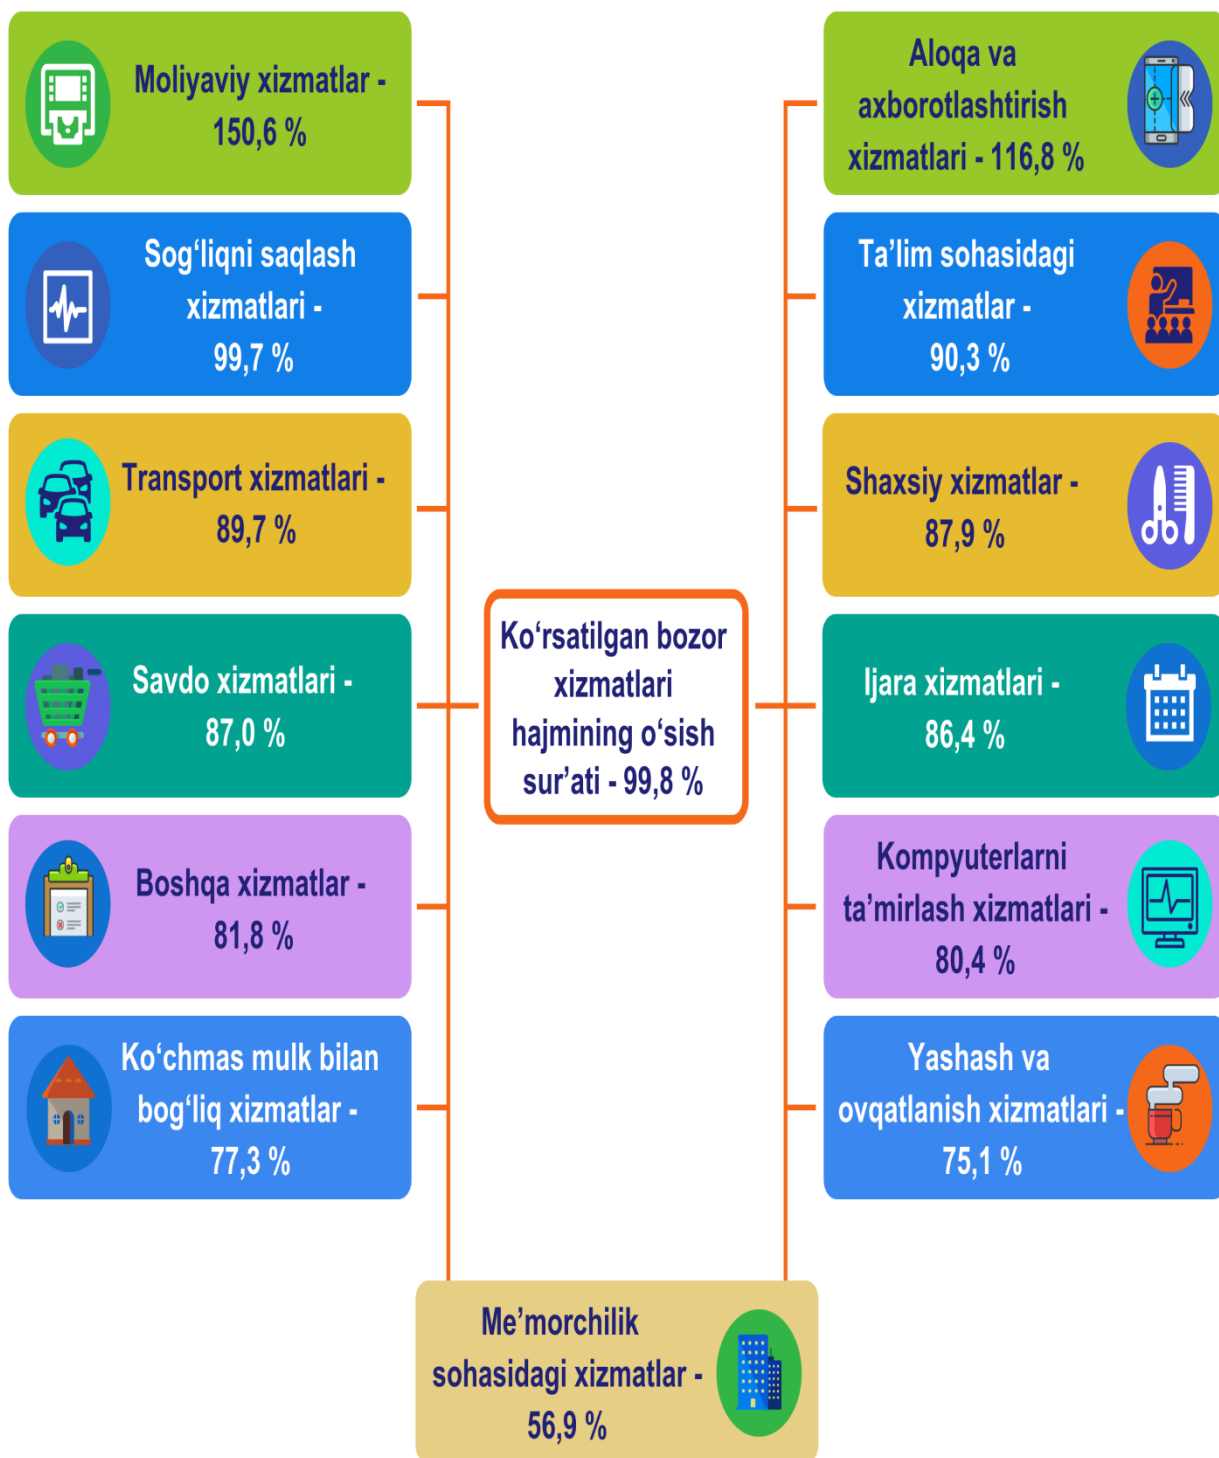 Moliyaviy xizmatlar -
150,6 %
Aloqa va
axborotlashtirish
xizmatlari - 116,8 %
Sog‘liqni saqlash
xizmatlari -
99,7 %
Ta’lim sohasidagi
xizmatlar -
90,3 %
Transport xizmatlari -
89,7 %
Shaxsiy xizmatlar -
87,9 %
Ko‘rsatilgan bozor
xizmatlari
hajmining o‘sish
sur’ati - 99,8 %
Savdo xizmatlari -
87,0 %
Ijara xizmatlari -
86,4 %
Boshqa xizmatlar -
81,8 %
Kompyuterlarni
ta’mirlash xizmatlari -
80,4 %
Ko‘chmas mulk bilan
bog‘liq xizmatlar -
77,3 %
Yashash va
ovqatlanish xizmatlari -
75,1 %
Me’morchilik
sohasidagi xizmatlar -
56,9 %